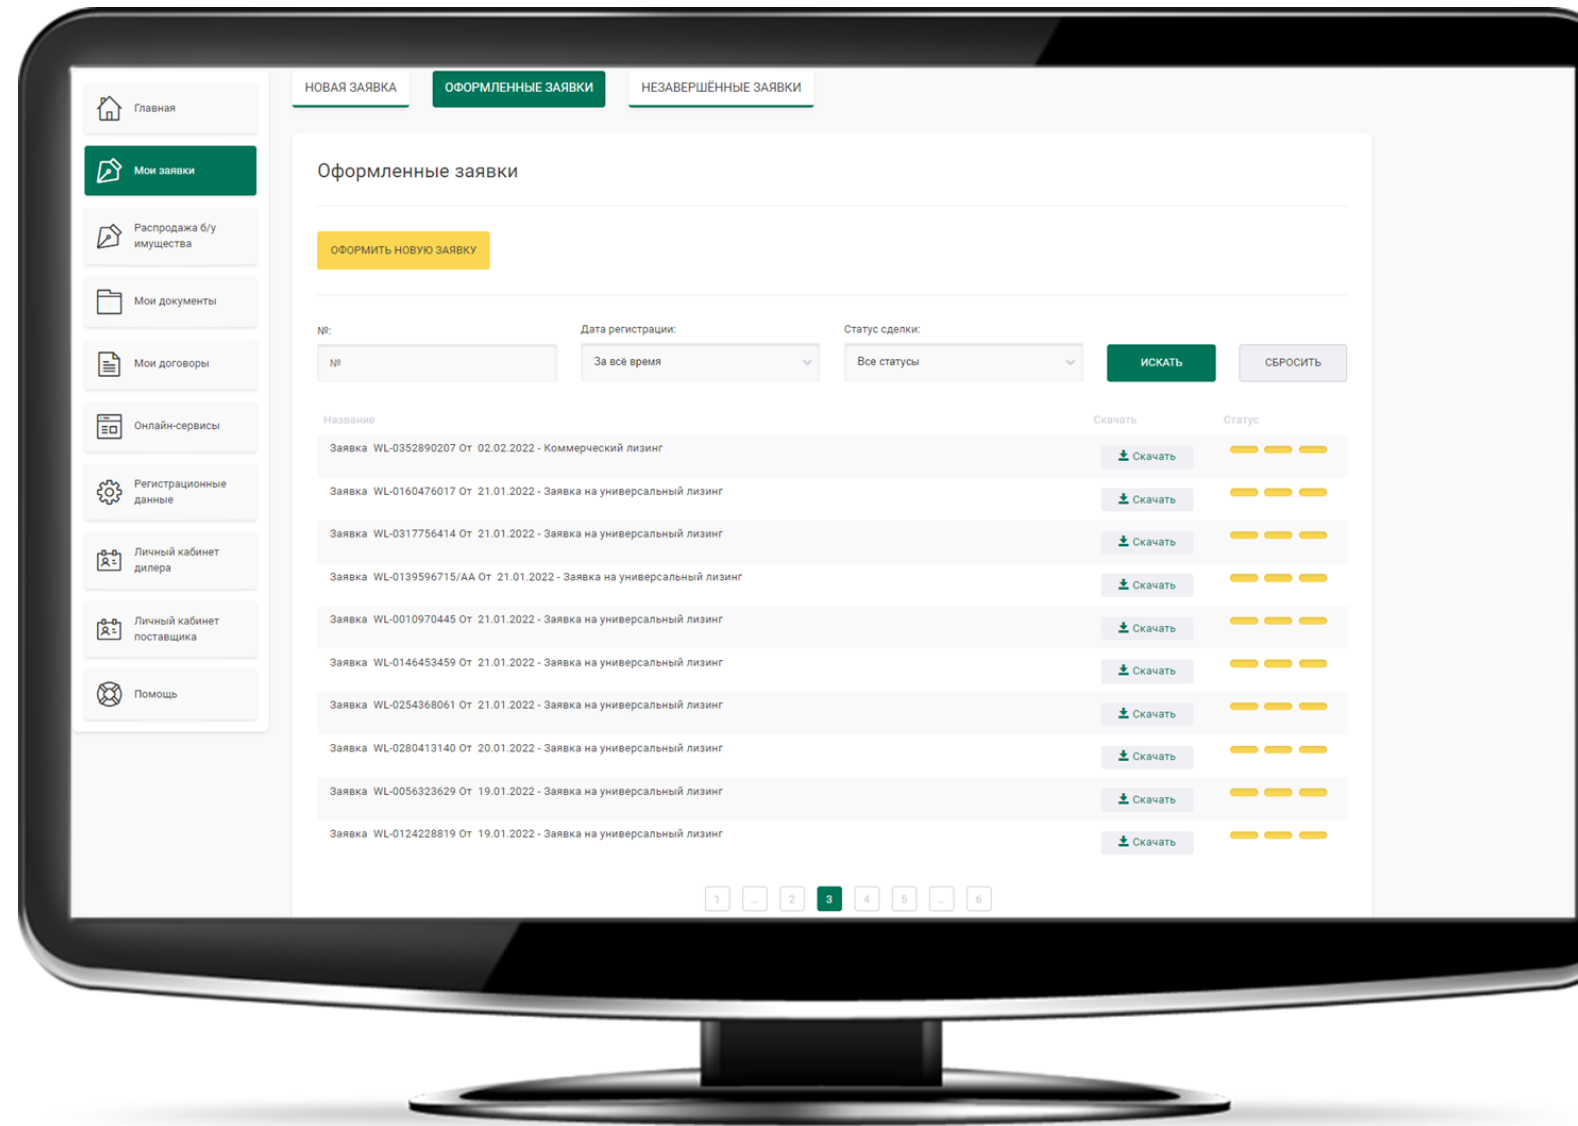 НОВАЯ ЗАЯВКА
ОФОРМЛЕННЫЕ ЗАЯВКИ
НЕЗАВЕРШЁННЫЕ ЗАЯВКИ
Главная
Мои заявки
Распродажа б/у
имущества
Мои документы
Мои договоры
Онлайн-сервисы
Регистрационные
данные
Личный кабинет
дилера
Личный кабинет
поставщика
Помощь
Оформленные заявки
ОФОРМИТЬ НОВУЮ ЗАЯВКУ
№:
Дата регистрации:
Статус сделки:
№
За всё время
Все статусы
ИСКАТЬ
СБРОСИТЬ
Название
Скачать
Статус
Заявка WL-0352890207 От 02.02.2022 - Коммерческий лизинг
Скачать
Заявка WL-0160476017 От 21.01.2022 - Заявка на универсальный лизинг
Скачать
Заявка WL-0317756414 От 21.01.2022 - Заявка на универсальный лизинг
Скачать
Заявка WL-0139596715/АА От 21.01.2022 - Заявка на универсальный лизинг
Скачать
Заявка WL-0010970445 От 21.01.2022 - Заявка на универсальный лизинг
Скачать
Заявка WL-0146453459 От 21.01.2022 - Заявка на универсальный лизинг
Скачать
Заявка WL-0254368061 От 21.01.2022 - Заявка на универсальный лизинг
Скачать
Заявка WL-0280413140 От 20.01.2022 - Заявка на универсальный лизинг
Скачать
Заявка WL-0056323629 От 19.01.2022 - Заявка на универсальный лизинг
Скачать
Заявка WL-0124228819 От 19.01.2022 - Заявка на универсальный лизинг
Скачать
1 ... 2 3 4 5 ... 6